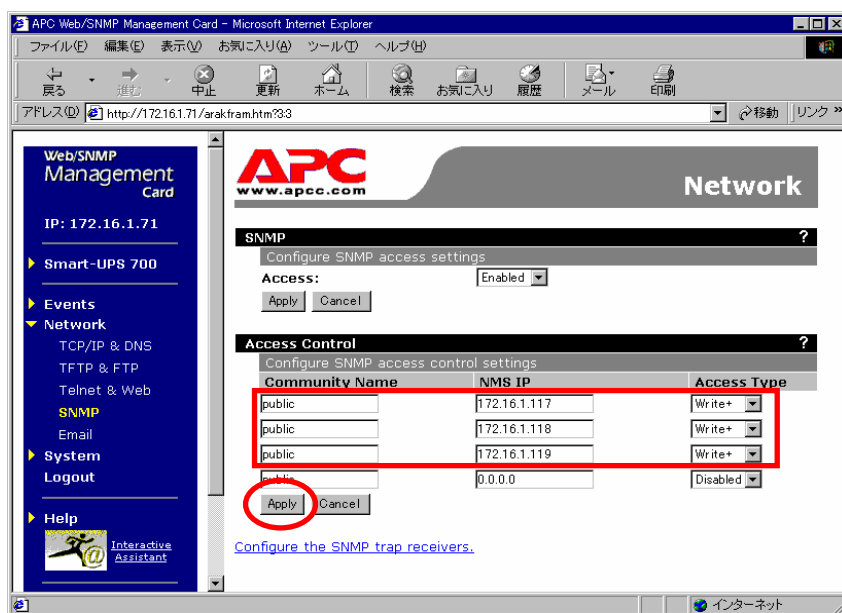 APC Web/SNMP Management Card - Microsoft Internet Explorer
ファイル(F) 編集(E) 表示(V) お気に入り(A) ツール(T) ヘルプ(H)
戻る 進む 中止 更新 ホーム 検索 お気に入り 履歴 メール 印刷
アドレス(D) http://172.16.1.71/arakfram.htm?3:3 移動 リンク »
Web/SNMP
Management
Card
IP: 172.16.1.71
Smart-UPS 700
Events
Network
TCP/IP & DNS
TFTP & FTP
Telnet & Web
SNMP
Email
System
Logout
Help
Interactive
Assistant
APC
www.apcc.com
Network
SNMP ?
Configure SNMP access settings
Access: Enabled
Apply Cancel
Access Control ?
Configure SNMP access control settings
Community Name NMS IP Access Type
public 172.16.1.117 Write+
public 172.16.1.118 Write+
public 172.16.1.119 Write+
public 0.0.0.0 Disabled
Apply Cancel
Configure the SNMP trap receivers.
インターネット